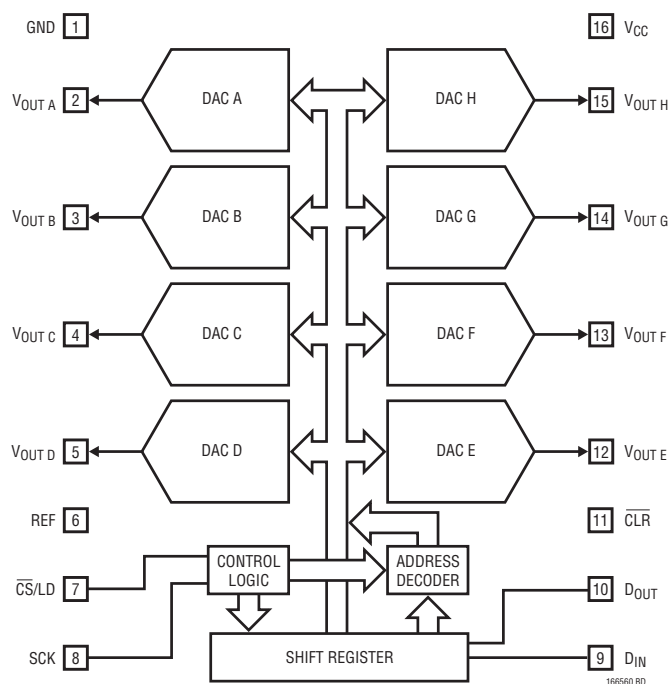 GND 1
16 VCC
VOUT A 2
DAC A
DAC H
15 VOUT H
VOUT B 3
DAC B
DAC G
14 VOUT G
VOUT C 4
DAC C
DAC F
13 VOUT F
VOUT D 5
DAC D
DAC E
12 VOUT E
REF 6
11 CLR
CONTROL
LOGIC
ADDRESS
DECODER
CS/LD 7
10 DOUT
SCK 8
SHIFT REGISTER
9 DIN
166560 BD